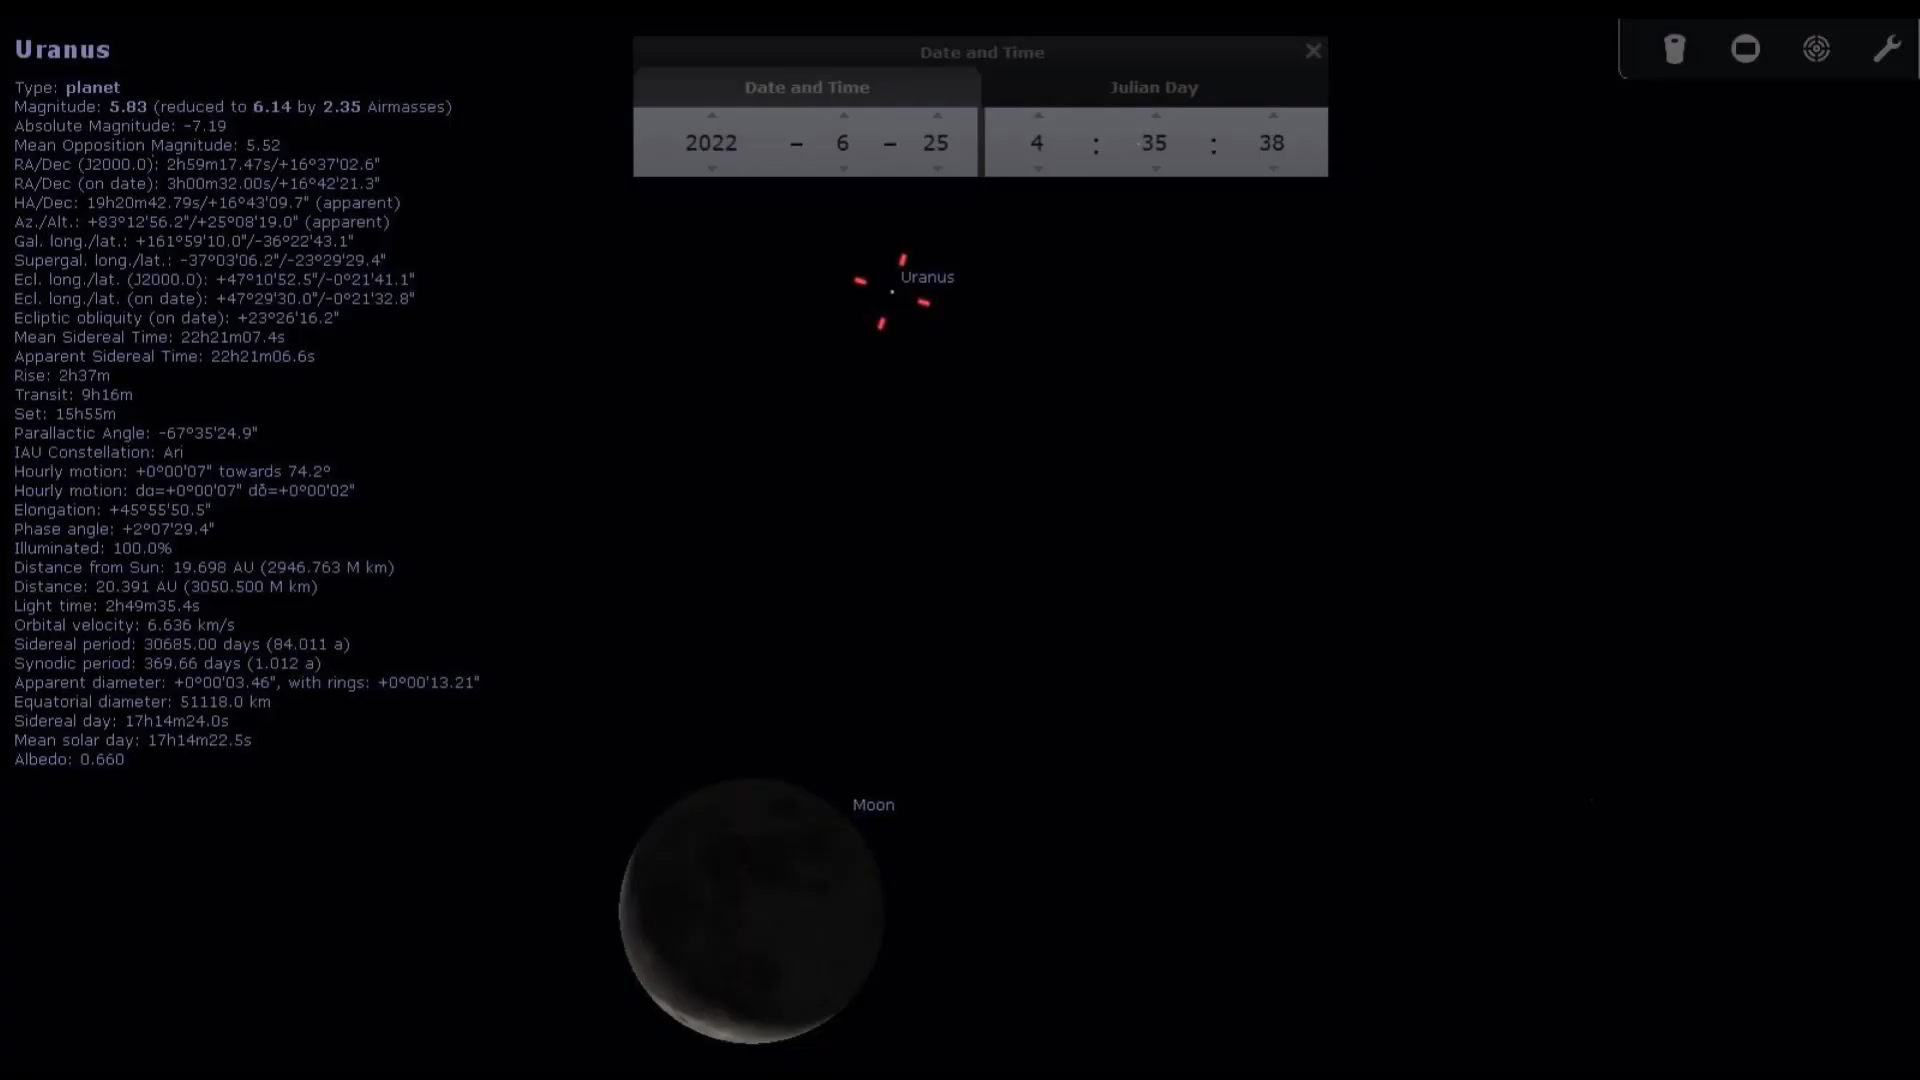 Uranus
Type: planet
Magnitude: 5.83 (reduced to 6.14 by 2.35 Airmasses)
Absolute Magnitude: -7.19
Mean Opposition Magnitude: 5.52
RA/Dec (J2000.0): 2h59m17.47s/+16°37'02.6"
RA/Dec (on date): 3h00m32.00s/+16°42'21.3"
HA/Dec: 19h20m42.79s/+16°43'09.7" (apparent)
Az./Alt.: +83°12'56.2"/+25°08'19.0" (apparent)
Gal. long./lat.: +161°59'10.0"/-36°22'43.1"
Supergal. long./lat.: -37°03'06.2"/-23°29'29.4"
Ecl. long./lat. (J2000.0): +47°10'52.5"/-0°21'41.1"
Ecl. long./lat. (on date): +47°29'30.0"/-0°21'32.8"
Ecliptic obliquity (on date): +23°26'16.2"
Mean Sidereal Time: 22h21m07.4s
Apparent Sidereal Time: 22h21m06.6s
Rise: 2h37m
Transit: 9h16m
Set: 15h55m
Parallactic Angle: -67°35'24.9"
IAU Constellation: Ari
Hourly motion: +0°00'07" towards 74.2°
Hourly motion: dα=+0°00'07" dδ=+0°00'02"
Elongation: +45°55'50.5"
Phase angle: +2°07'29.4"
Illuminated: 100.0%
Distance from Sun: 19.698 AU (2946.763 M km)
Distance: 20.391 AU (3050.500 M km)
Light time: 2h49m35.4s
Orbital velocity: 6.636 km/s
Sidereal period: 30685.00 days (84.011 a)
Synodic period: 369.66 days (1.012 a)
Apparent diameter: +0°00'03.46", with rings: +0°00'13.21"
Equatorial diameter: 51118.0 km
Sidereal day: 17h14m24.0s
Mean solar day: 17h14m22.5s
Albedo: 0.660
Date and Time
Date and Time Julian Day
2022 - 6 - 25 4 : 35 : 38
Uranus
Moon